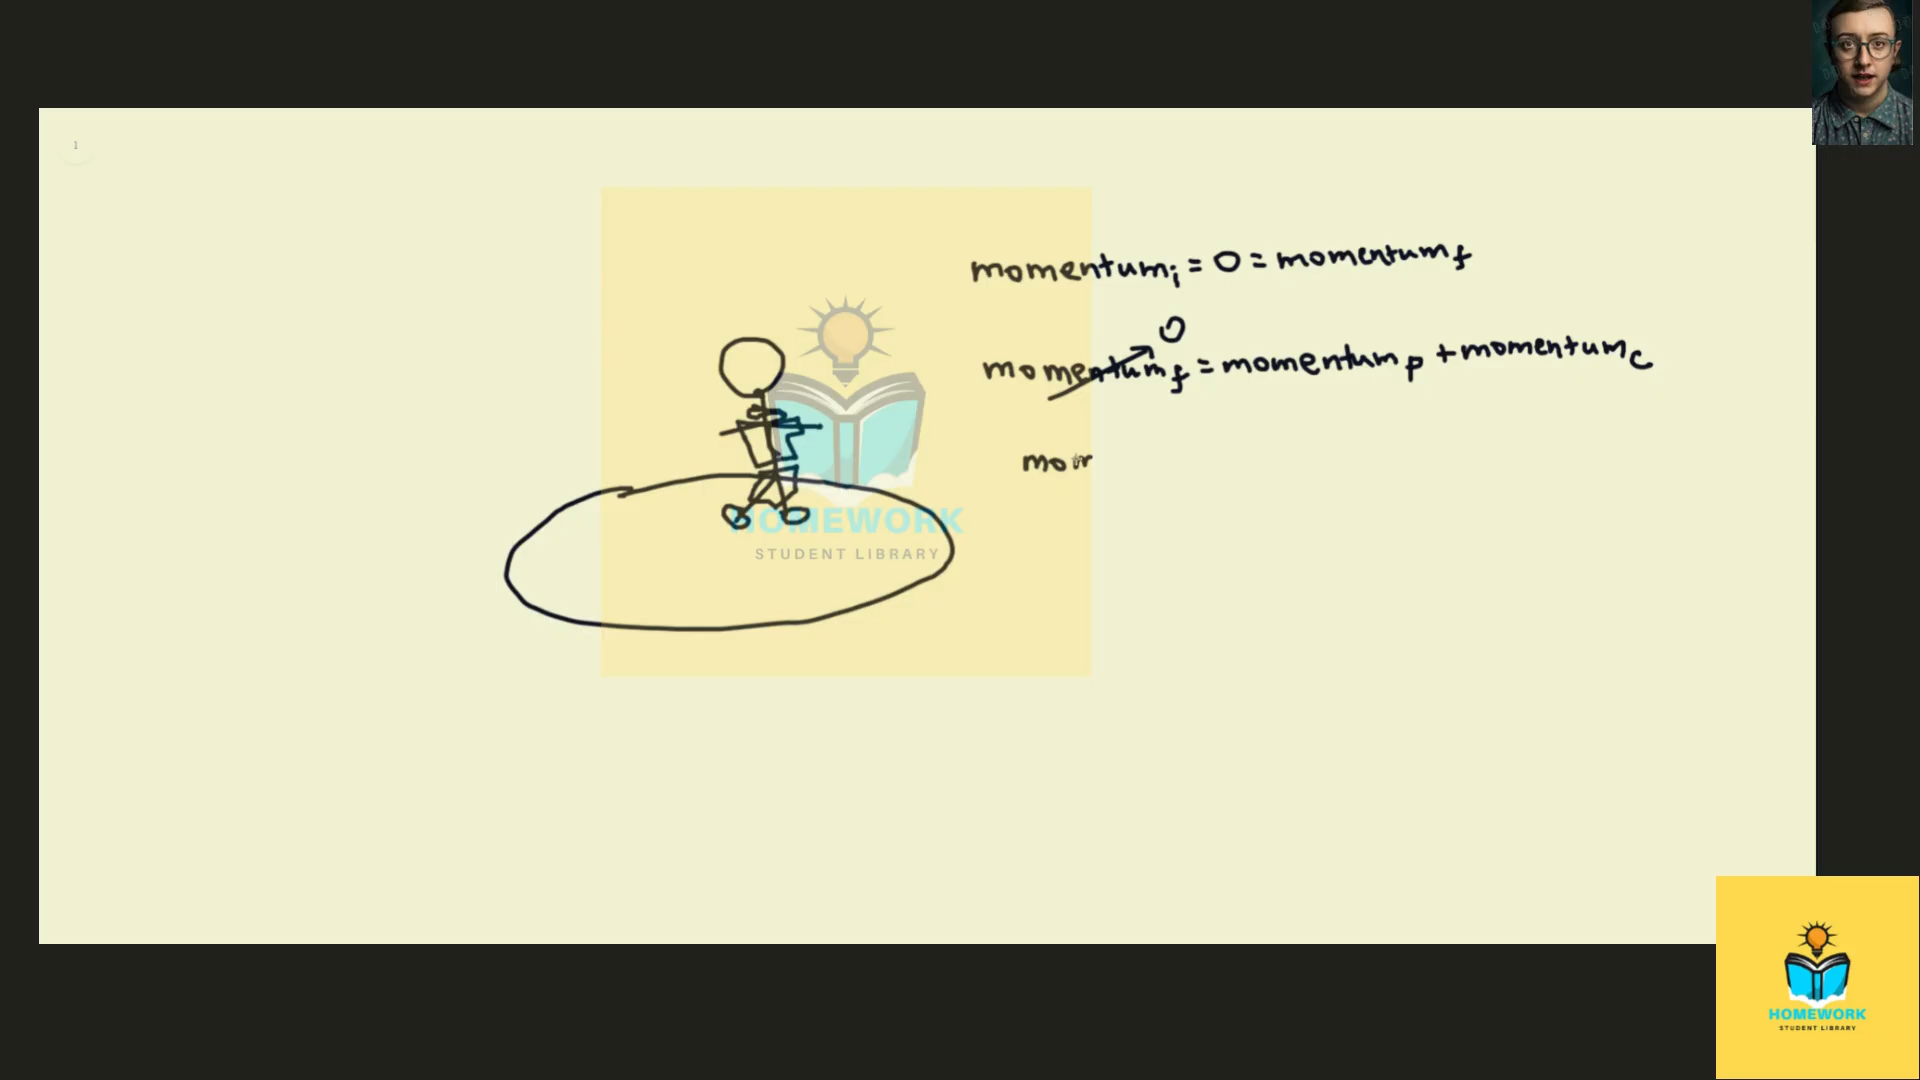 1
momentumi = 0 = momentumf
0
momentumf = momentump + momentumc
mom
HOMEWORK
STUDENT LIBRARY
HOMEWORK
STUDENT LIBRARY